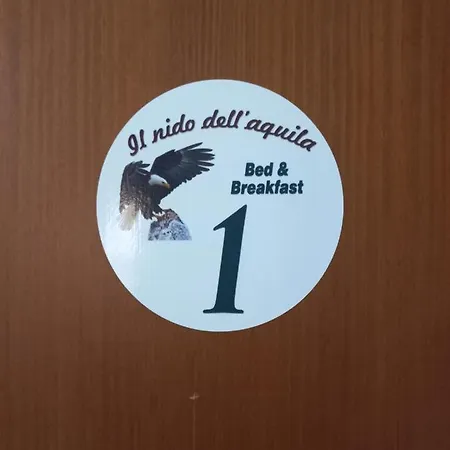 Il nido dell'aquila
Bed &
Breakfast
1